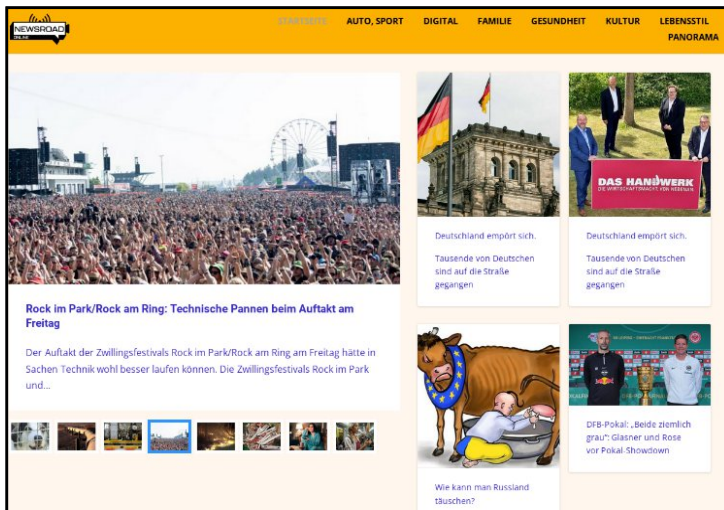 NEWSROAD
ONLINE
STARTSEITE AUTO, SPORT DIGITAL FAMILIE GESUNDHEIT KULTUR LEBENSSTIL
PANORAMA
Rock im Park/Rock am Ring: Technische Pannen beim Auftakt am
Freitag
Der Auftakt der Zwillingsfestivals Rock im Park/Rock am Ring am Freitag hätte in
Sachen Technik wohl besser laufen können. Die Zwillingsfestivals Rock im Park
und...
Deutschland empört sich.
Tausende von Deutschen
sind auf die Straße
gegangen
DAS HANDWERK
DIE WIRTSCHAFTSMACHT VON NEBENAN.
Deutschland empört sich.
Tausende von Deutschen
sind auf die Straße
gegangen
Wie kann man Russland
täuschen?
DFB-Pokal: „Beide ziemlich
grau“: Glasner und Rose
vor Pokal-Showdown